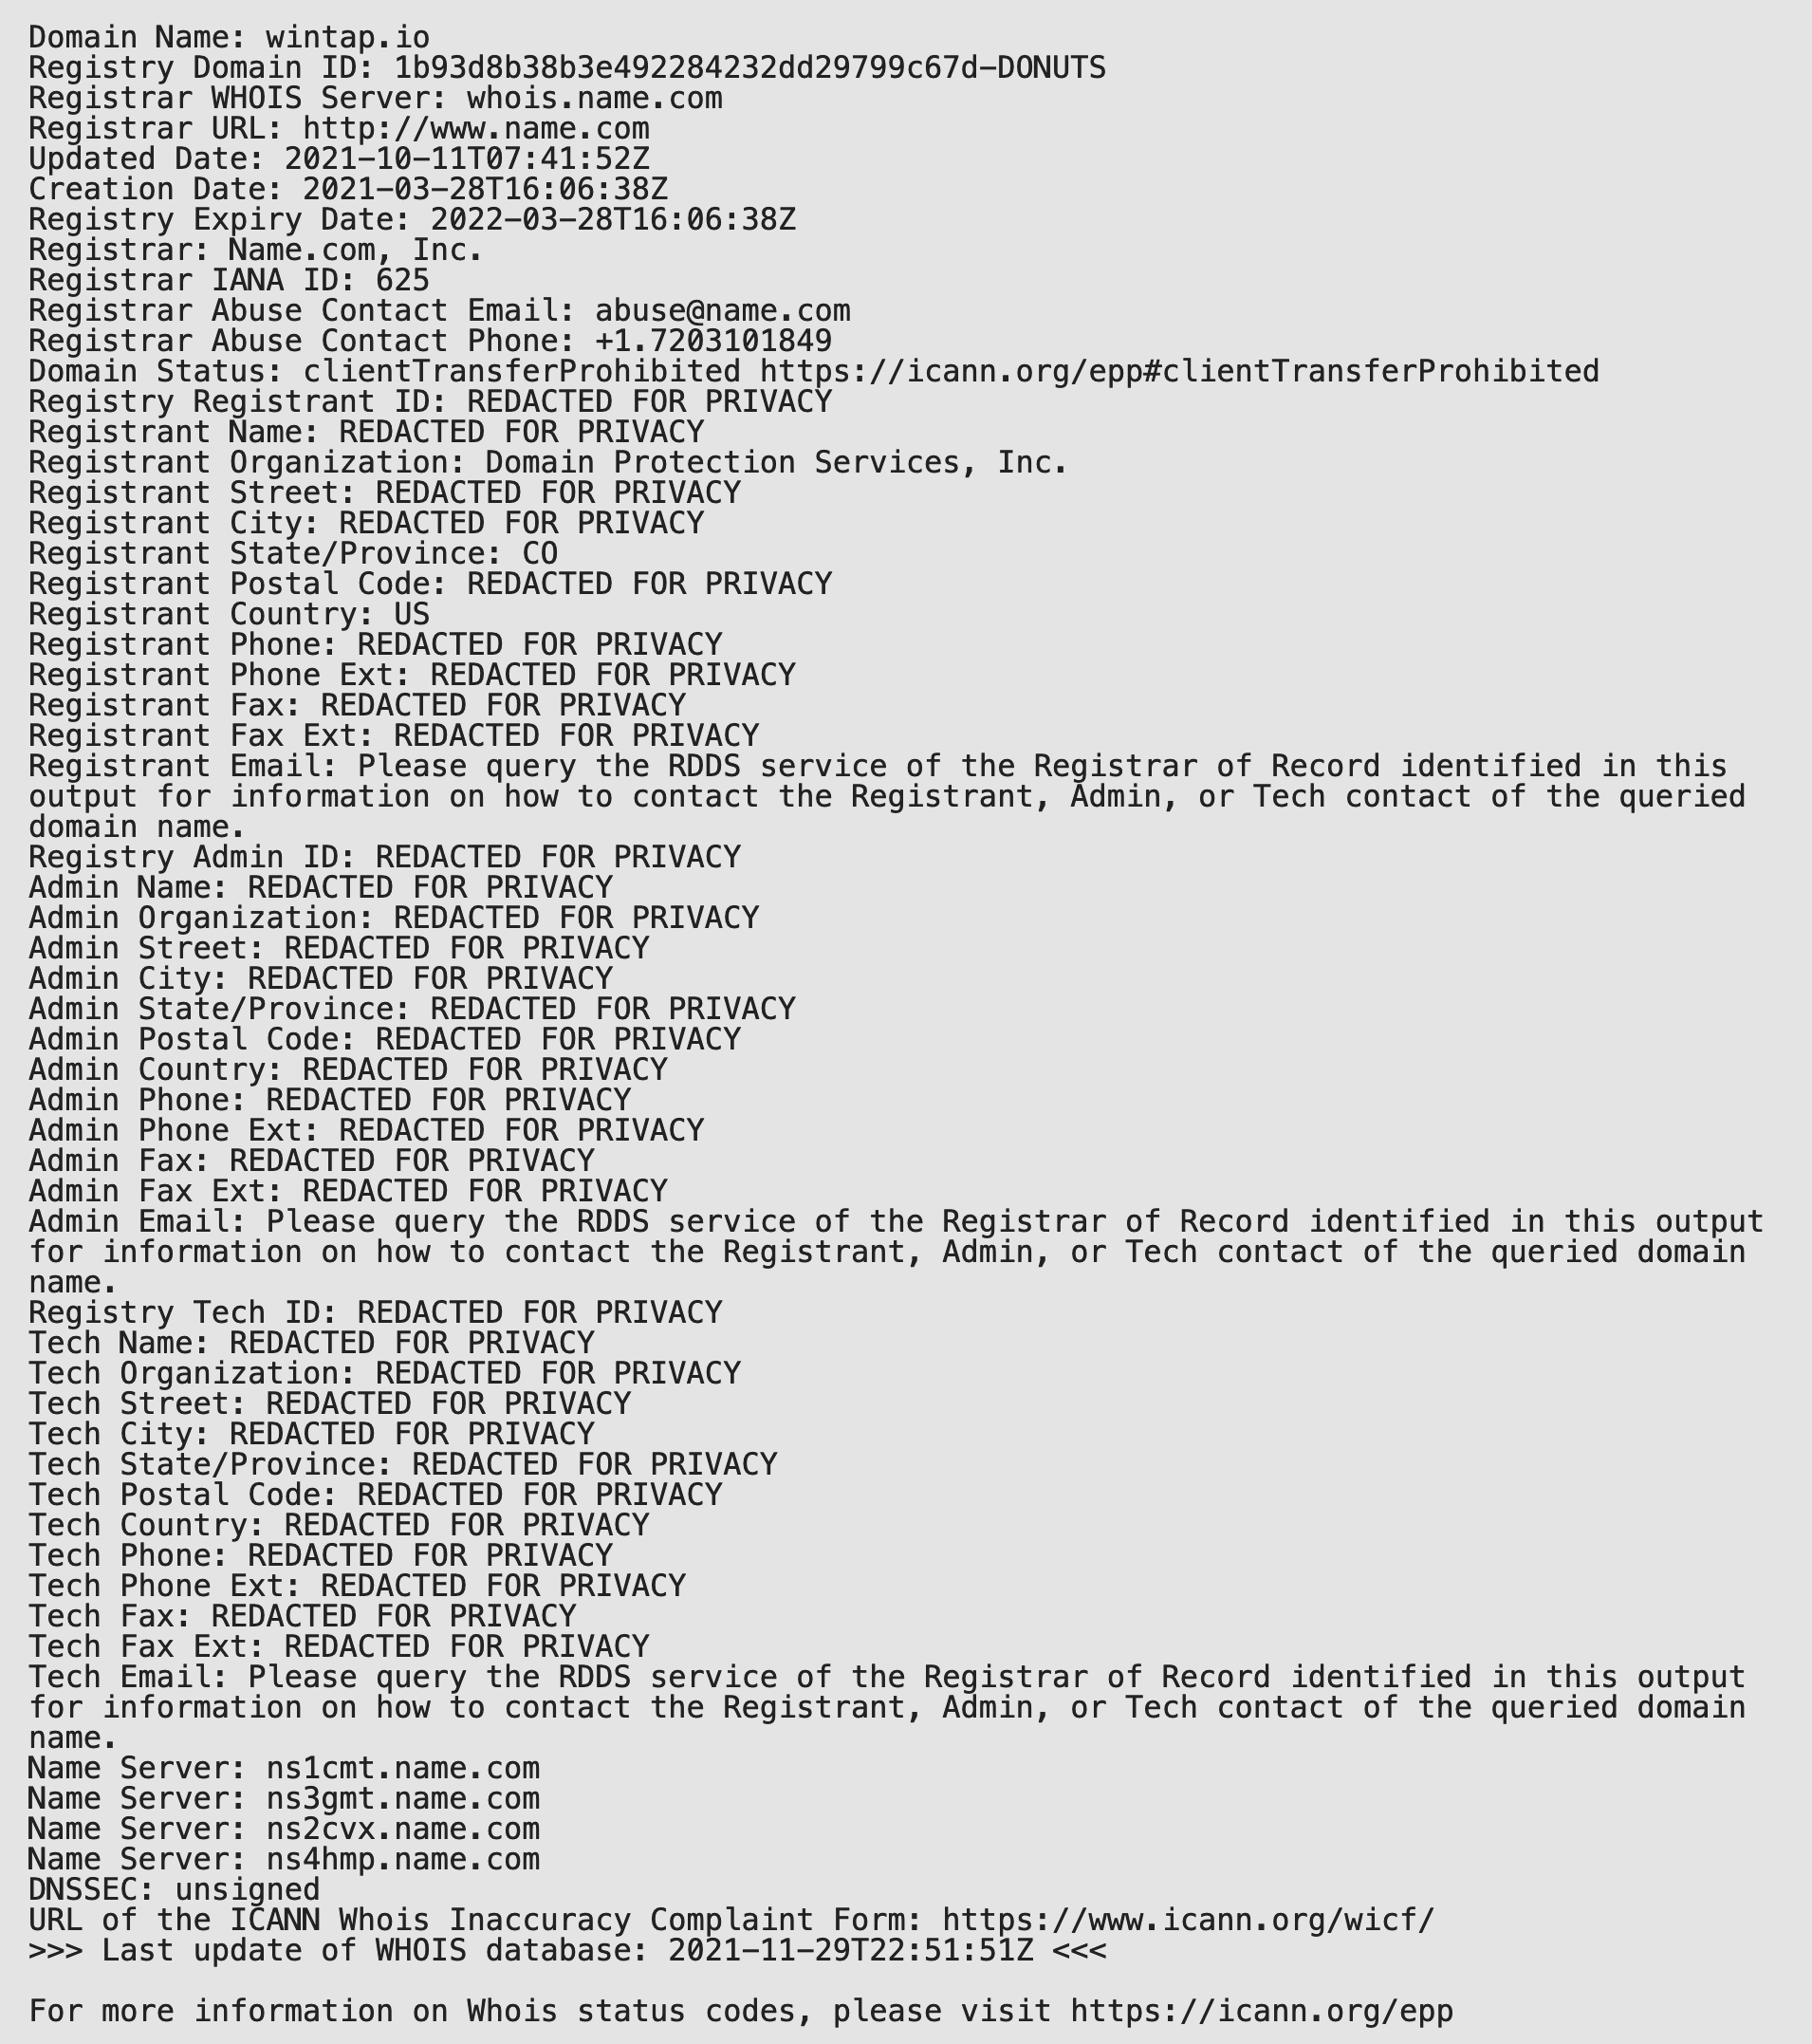 Domain Name: wintap.io
Registry Domain ID: 1b93d8b38b3e492284232dd29799c67d-DONUTS
Registrar WHOIS Server: whois.name.com
Registrar URL: http://www.name.com
Updated Date: 2021-10-11T07:41:52Z
Creation Date: 2021-03-28T16:06:38Z
Registry Expiry Date: 2022-03-28T16:06:38Z
Registrar: Name.com, Inc.
Registrar IANA ID: 625
Registrar Abuse Contact Email: abuse@name.com
Registrar Abuse Contact Phone: +1.7203101849
Domain Status: clientTransferProhibited https://icann.org/epp#clientTransferProhibited
Registry Registrant ID: REDACTED FOR PRIVACY
Registrant Name: REDACTED FOR PRIVACY
Registrant Organization: Domain Protection Services, Inc.
Registrant Street: REDACTED FOR PRIVACY
Registrant City: REDACTED FOR PRIVACY
Registrant State/Province: CO
Registrant Postal Code: REDACTED FOR PRIVACY
Registrant Country: US
Registrant Phone: REDACTED FOR PRIVACY
Registrant Phone Ext: REDACTED FOR PRIVACY
Registrant Fax: REDACTED FOR PRIVACY
Registrant Fax Ext: REDACTED FOR PRIVACY
Registrant Email: Please query the RDDS service of the Registrar of Record identified in this
output for information on how to contact the Registrant, Admin, or Tech contact of the queried
domain name.
Registry Admin ID: REDACTED FOR PRIVACY
Admin Name: REDACTED FOR PRIVACY
Admin Organization: REDACTED FOR PRIVACY
Admin Street: REDACTED FOR PRIVACY
Admin City: REDACTED FOR PRIVACY
Admin State/Province: REDACTED FOR PRIVACY
Admin Postal Code: REDACTED FOR PRIVACY
Admin Country: REDACTED FOR PRIVACY
Admin Phone: REDACTED FOR PRIVACY
Admin Phone Ext: REDACTED FOR PRIVACY
Admin Fax: REDACTED FOR PRIVACY
Admin Fax Ext: REDACTED FOR PRIVACY
Admin Email: Please query the RDDS service of the Registrar of Record identified in this output
for information on how to contact the Registrant, Admin, or Tech contact of the queried domain
name.
Registry Tech ID: REDACTED FOR PRIVACY
Tech Name: REDACTED FOR PRIVACY
Tech Organization: REDACTED FOR PRIVACY
Tech Street: REDACTED FOR PRIVACY
Tech City: REDACTED FOR PRIVACY
Tech State/Province: REDACTED FOR PRIVACY
Tech Postal Code: REDACTED FOR PRIVACY
Tech Country: REDACTED FOR PRIVACY
Tech Phone: REDACTED FOR PRIVACY
Tech Phone Ext: REDACTED FOR PRIVACY
Tech Fax: REDACTED FOR PRIVACY
Tech Fax Ext: REDACTED FOR PRIVACY
Tech Email: Please query the RDDS service of the Registrar of Record identified in this output
for information on how to contact the Registrant, Admin, or Tech contact of the queried domain
name.
Name Server: ns1cmt.name.com
Name Server: ns3gmt.name.com
Name Server: ns2cvx.name.com
Name Server: ns4hmp.name.com
DNSSEC: unsigned
URL of the ICANN Whois Inaccuracy Complaint Form: https://www.icann.org/wicf/
>>> Last update of WHOIS database: 2021-11-29T22:51:51Z <<<
For more information on Whois status codes, please visit https://icann.org/epp